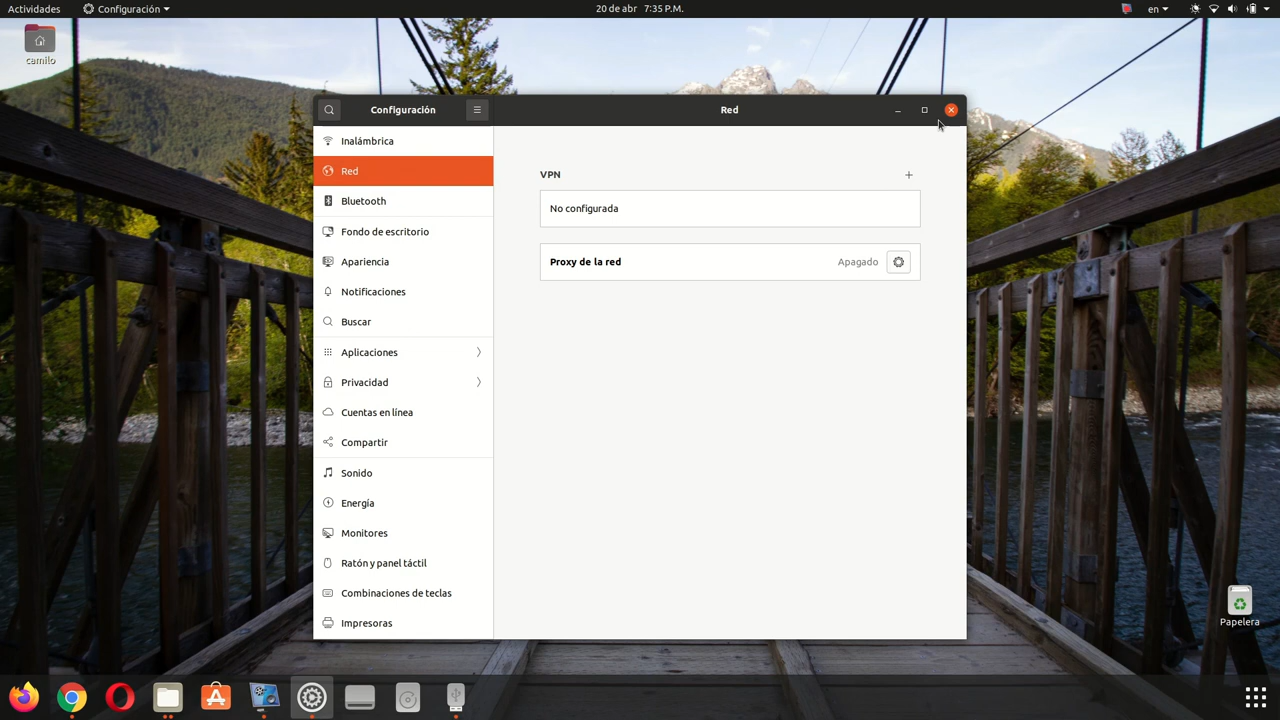 Actividades
Configuración
20 de abr 7:35 P.M.
en
camilo
Configuración
Red
Inalámbrica
Red
Bluetooth
Fondo de escritorio
Apariencia
Notificaciones
Buscar
Aplicaciones
Privacidad
Cuentas en línea
Compartir
Sonido
Energía
Monitores
Ratón y panel táctil
Combinaciones de teclas
Impresoras
VPN
No configurada
Proxy de la red
Apagado
Papelera